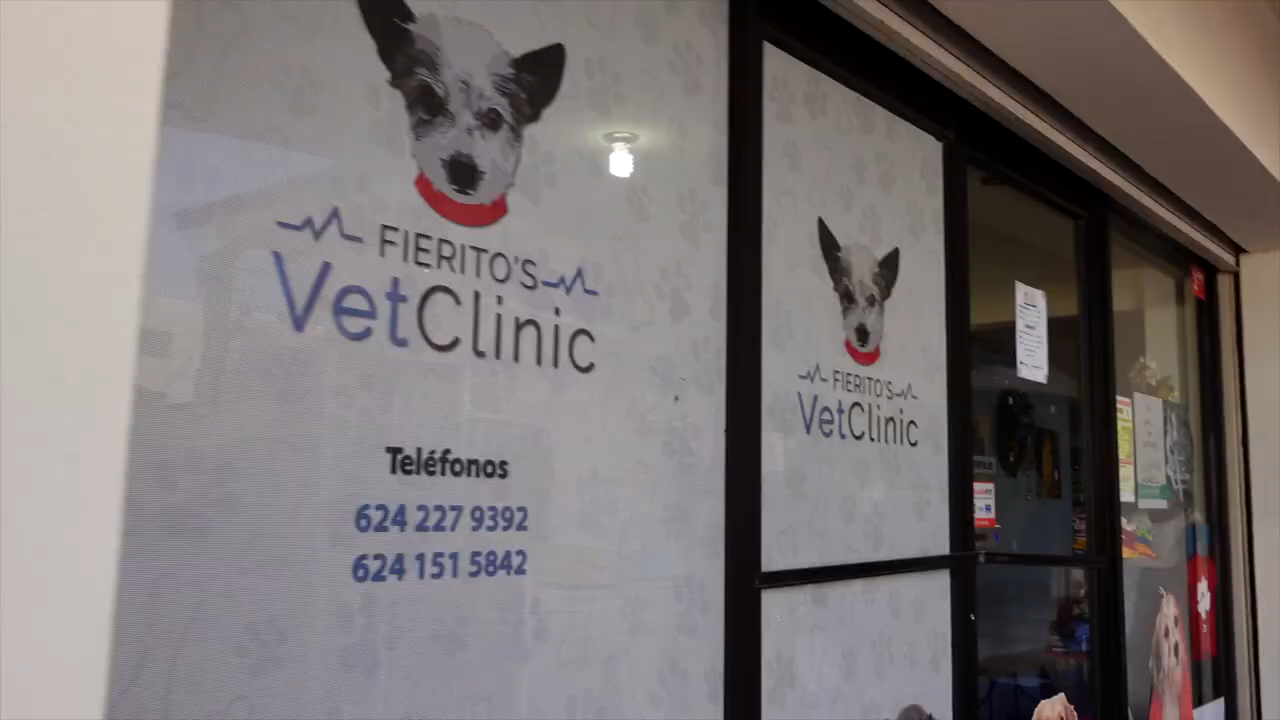 FIERITO'S
VetClinic
Teléfonos
624 227 9392
624 151 5842
FIERITO'S
VetClinic